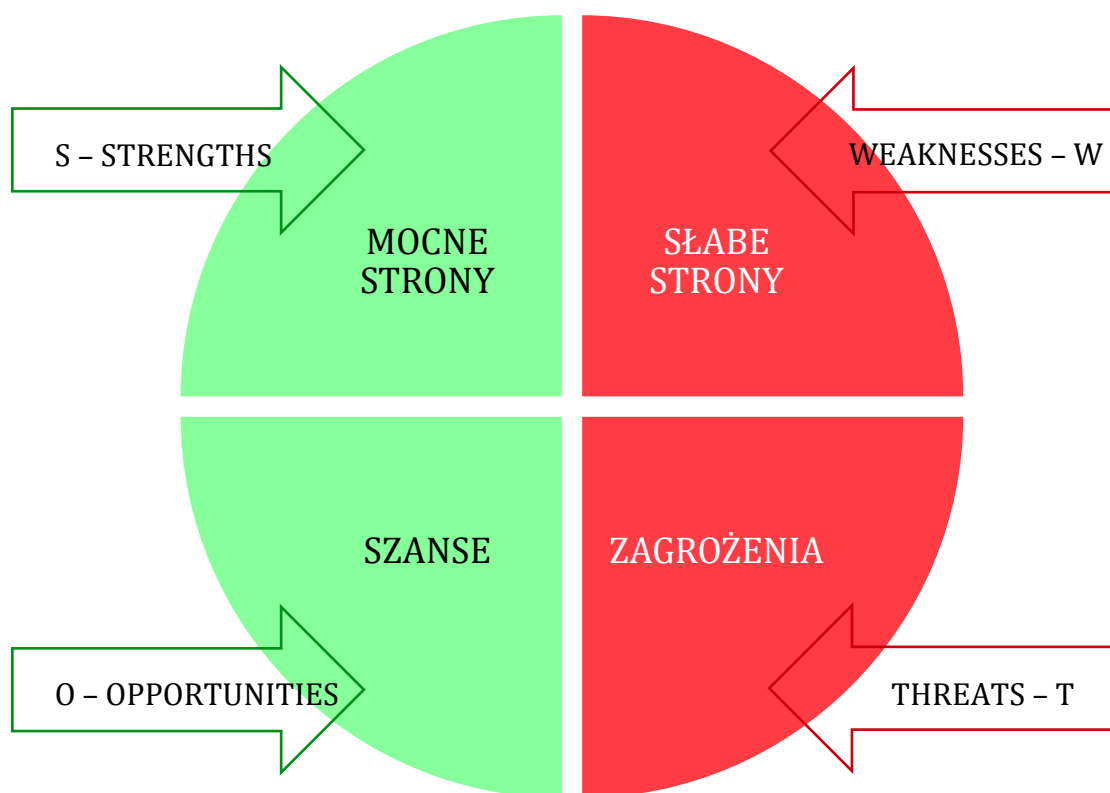 S – STRENGTHS
WEAKNESSES – W
MOCNE
STRONY
SŁABE
STRONY
SZANSE
ZAGROŻENIA
O – OPPORTUNITIES
THREATS – T